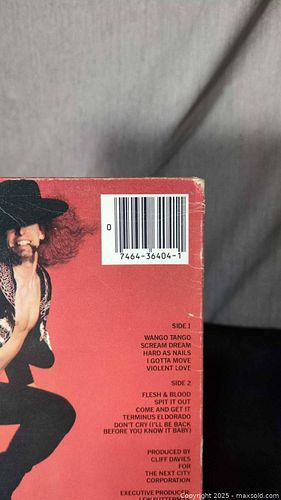 0
7464-36404-1
SIDE 1
WANGO TANGO
SCREAM DREAM
HARD AS NAILS
I GOTTA MOVE
VIOLENT LOVE
SIDE 2
FLESH & BLOOD
SPIT IT OUT
COME AND GET IT
TERMINUS ELDORADO
DON'T CRY (I'LL BE BACK
BEFORE YOU KNOW IT BABY)
PRODUCED BY
CLIFF DAVIES
FOR
THE NEXT CITY
CORPORATION
EXECUTIVE PRODUCER
LEW FUTTERMAN
Copyright 2025 - maxsold.com